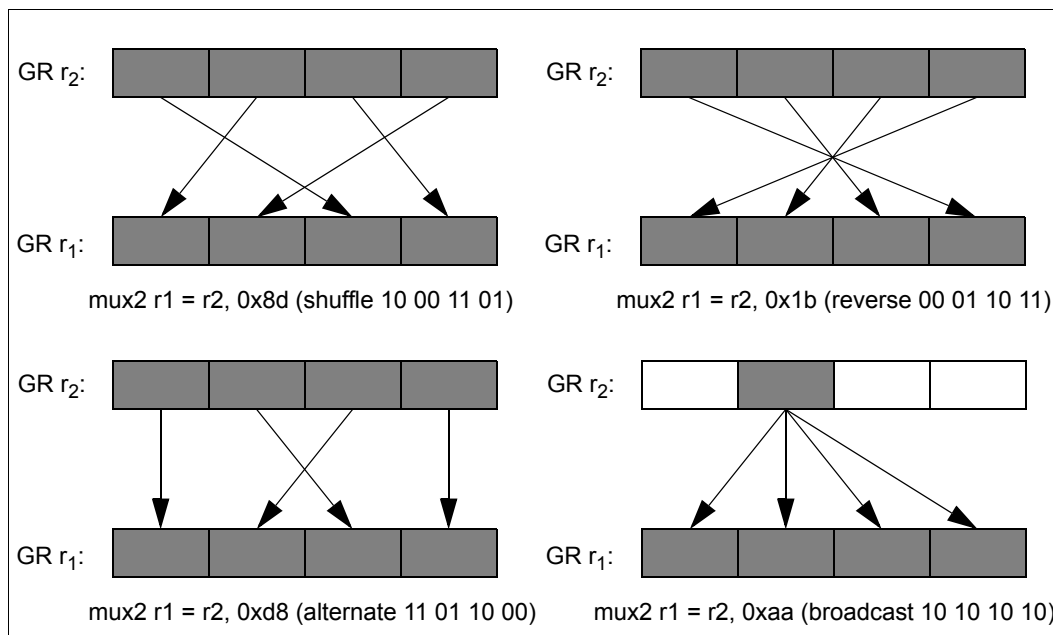 GR r2:
GR r1:
mux2 r1 = r2, 0x8d (shuffle 10 00 11 01)
GR r2:
GR r1:
mux2 r1 = r2, 0x1b (reverse 00 01 10 11)
GR r2:
GR r1:
mux2 r1 = r2, 0xd8 (alternate 11 01 10 00)
GR r2:
GR r1:
mux2 r1 = r2, 0xaa (broadcast 10 10 10 10)